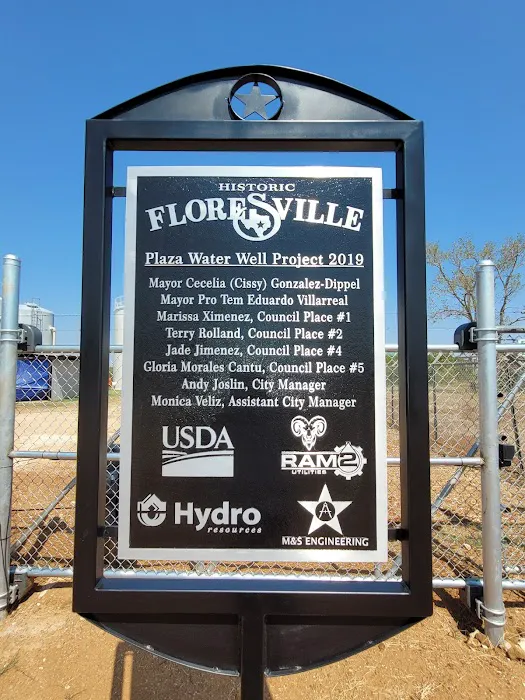 HISTORIC
FLORESVILLE
Plaza Water Well Project 2019
Mayor Cecelia (Cissy) Gonzalez-Dippel
Mayor Pro Tem Eduardo Villarreal
Marissa Ximenez, Council Place #1
Terry Rolland, Council Place #2
Jade Jimenez, Council Place #4
Gloria Morales Cantu, Council Place #5
Andy Joslin, City Manager
Monica Veliz, Assistant City Manager
USDA
RAM2
UTILITIES
Hydro
resources
A
M&S ENGINEERING